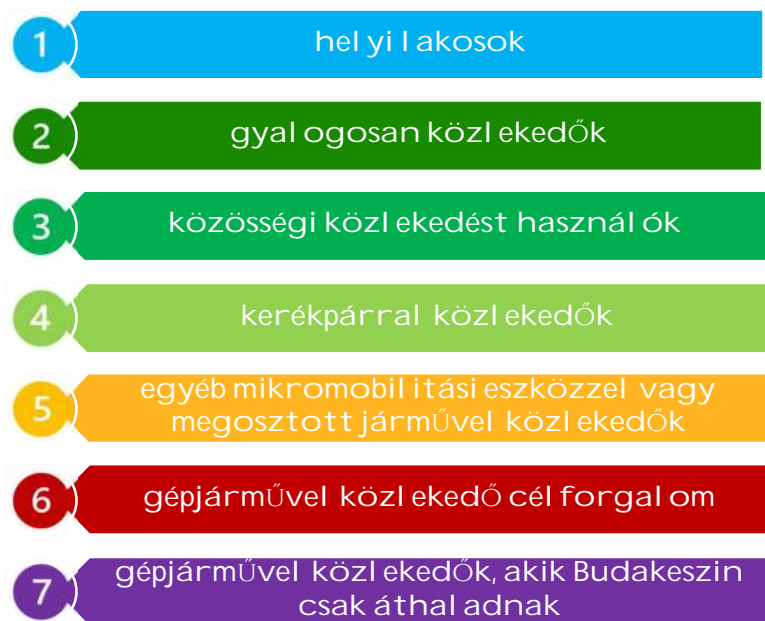 1
helyi lakosok
2
gyalogosan közlekedők
3
közösségi közlekedést használók
4
kerékpárral közlekedők
5
egyéb mikromobilitási eszközzel vagy
megosztott járművel közlekedők
6
gépjárművel közlekedő célforgalom
7
gépjárművel közlekedők, akik Budakeszin
csak áthaladnak